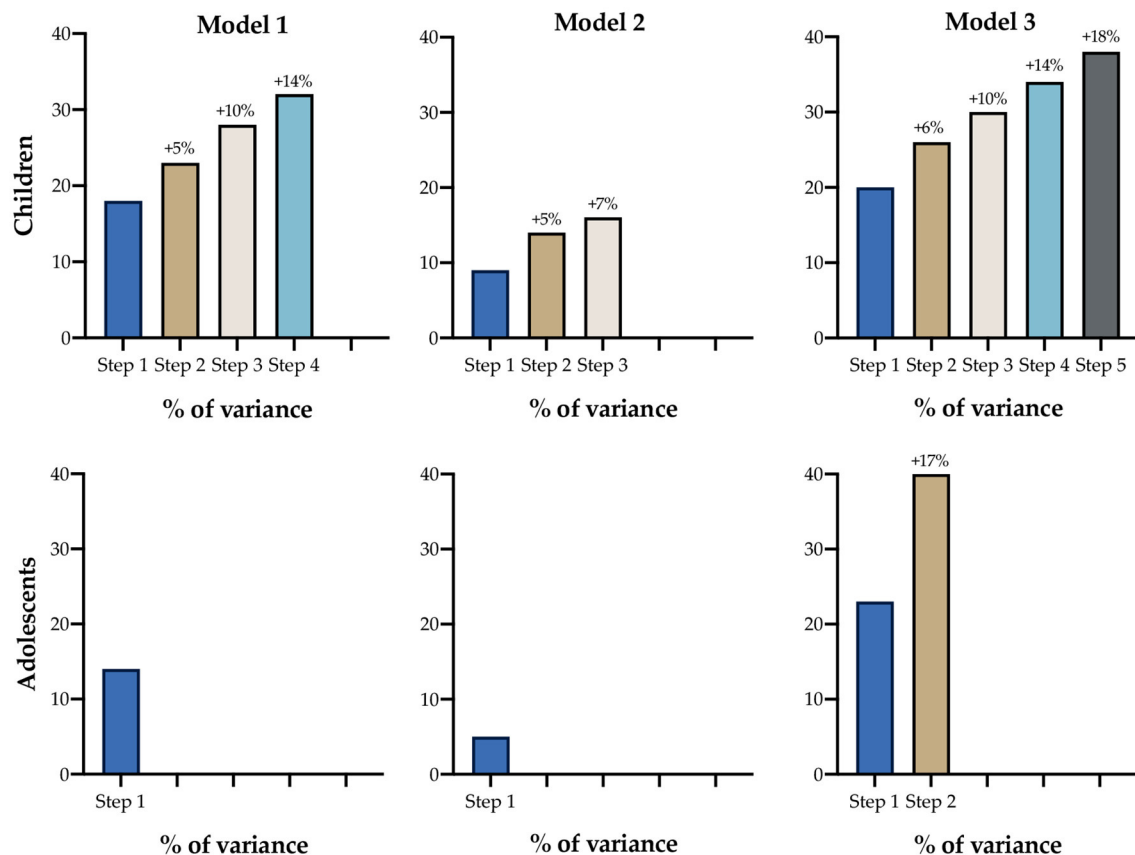 Model 1
Model 2
Model 3
Children
40
30
20
10
0
+5%
+10%
+14%
Step 1 Step 2 Step 3 Step 4
% of variance
40
30
20
10
0
+5%
+7%
Step 1 Step 2 Step 3
% of variance
40
30
20
10
0
+6%
+10%
+14%
+18%
Step 1 Step 2 Step 3 Step 4 Step 5
% of variance
Adolescents
40
30
20
10
0
Step 1
% of variance
40
30
20
10
0
Step 1
% of variance
40
30
20
10
0
+17%
Step 1 Step 2
% of variance